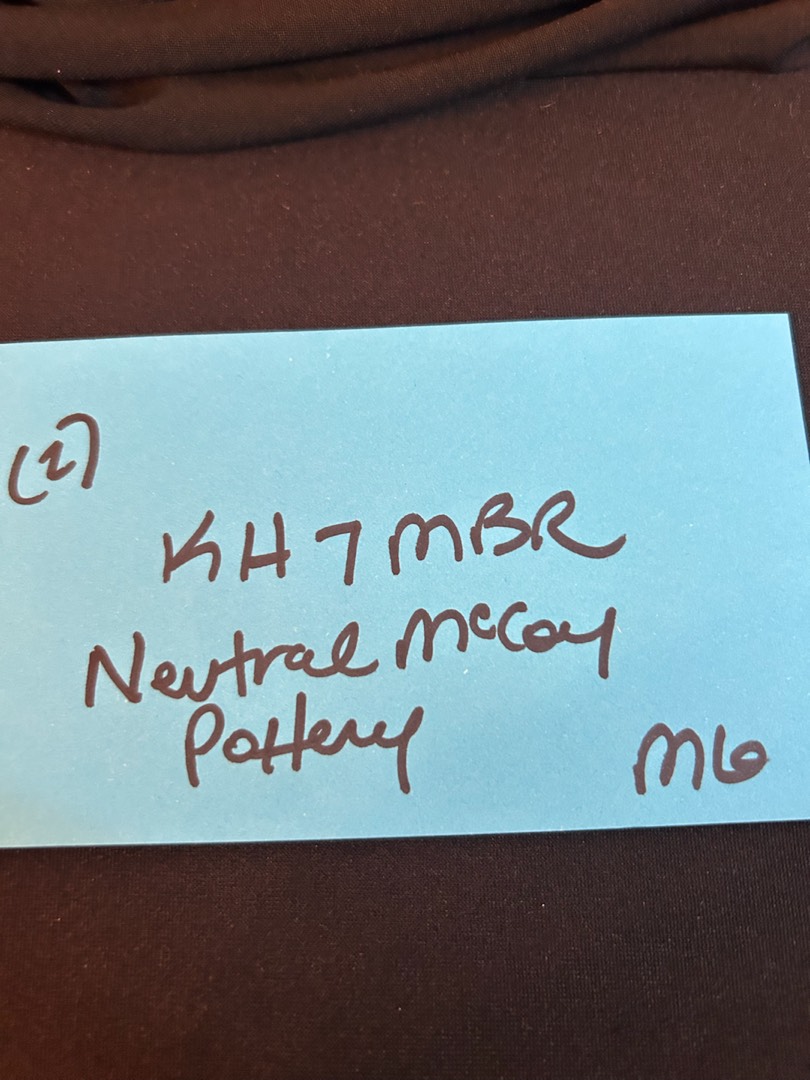 (2)
KH7MBR
Neutral McCoy
Pottery
M6